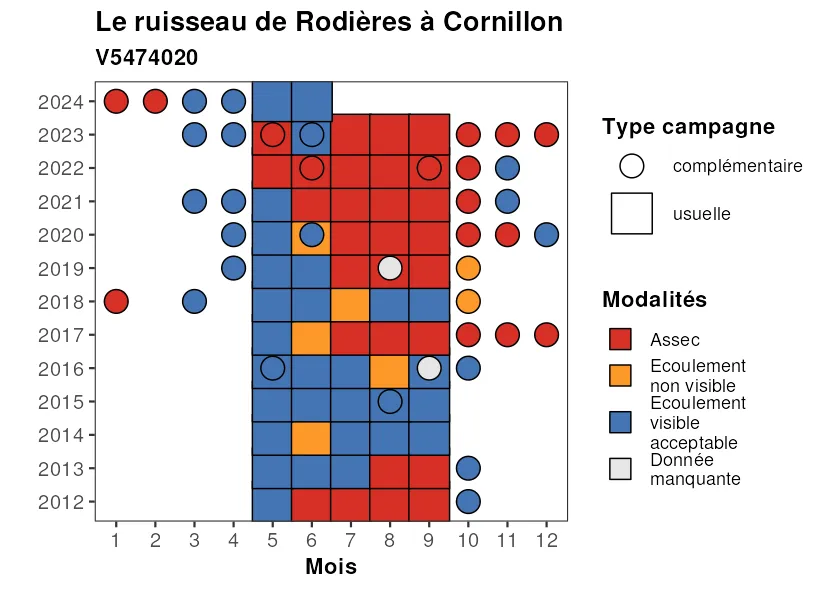 Le ruisseau de Rodières à Cornillon
V5474020
2024
2023
2022
2021
2020
2019
2018
2017
2016
2015
2014
2013
2012
1 2 3 4 5 6 7 8 9 10 11 12
Mois
Type campagne
complémentaire
usuelle
Modalités
Assec
Ecoulement
non visible
Ecoulement
visible
acceptable
Donnée
manquante